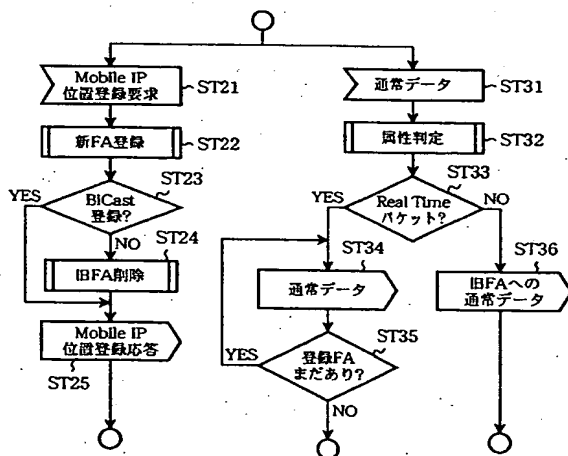 Mobile IP
位置登録要求
ST21
新FA登録
ST22
ST23
BiCast
登録?
YES
NO
ST24
旧FA削除
Mobile IP
位置登録応答
ST25
通常データ
ST31
属性判定
ST32
ST33
Real Time
パケット?
YES
NO
ST34
通常データ
ST35
登録FA
まだあり?
YES
NO
ST36
旧FAへの
通常データ